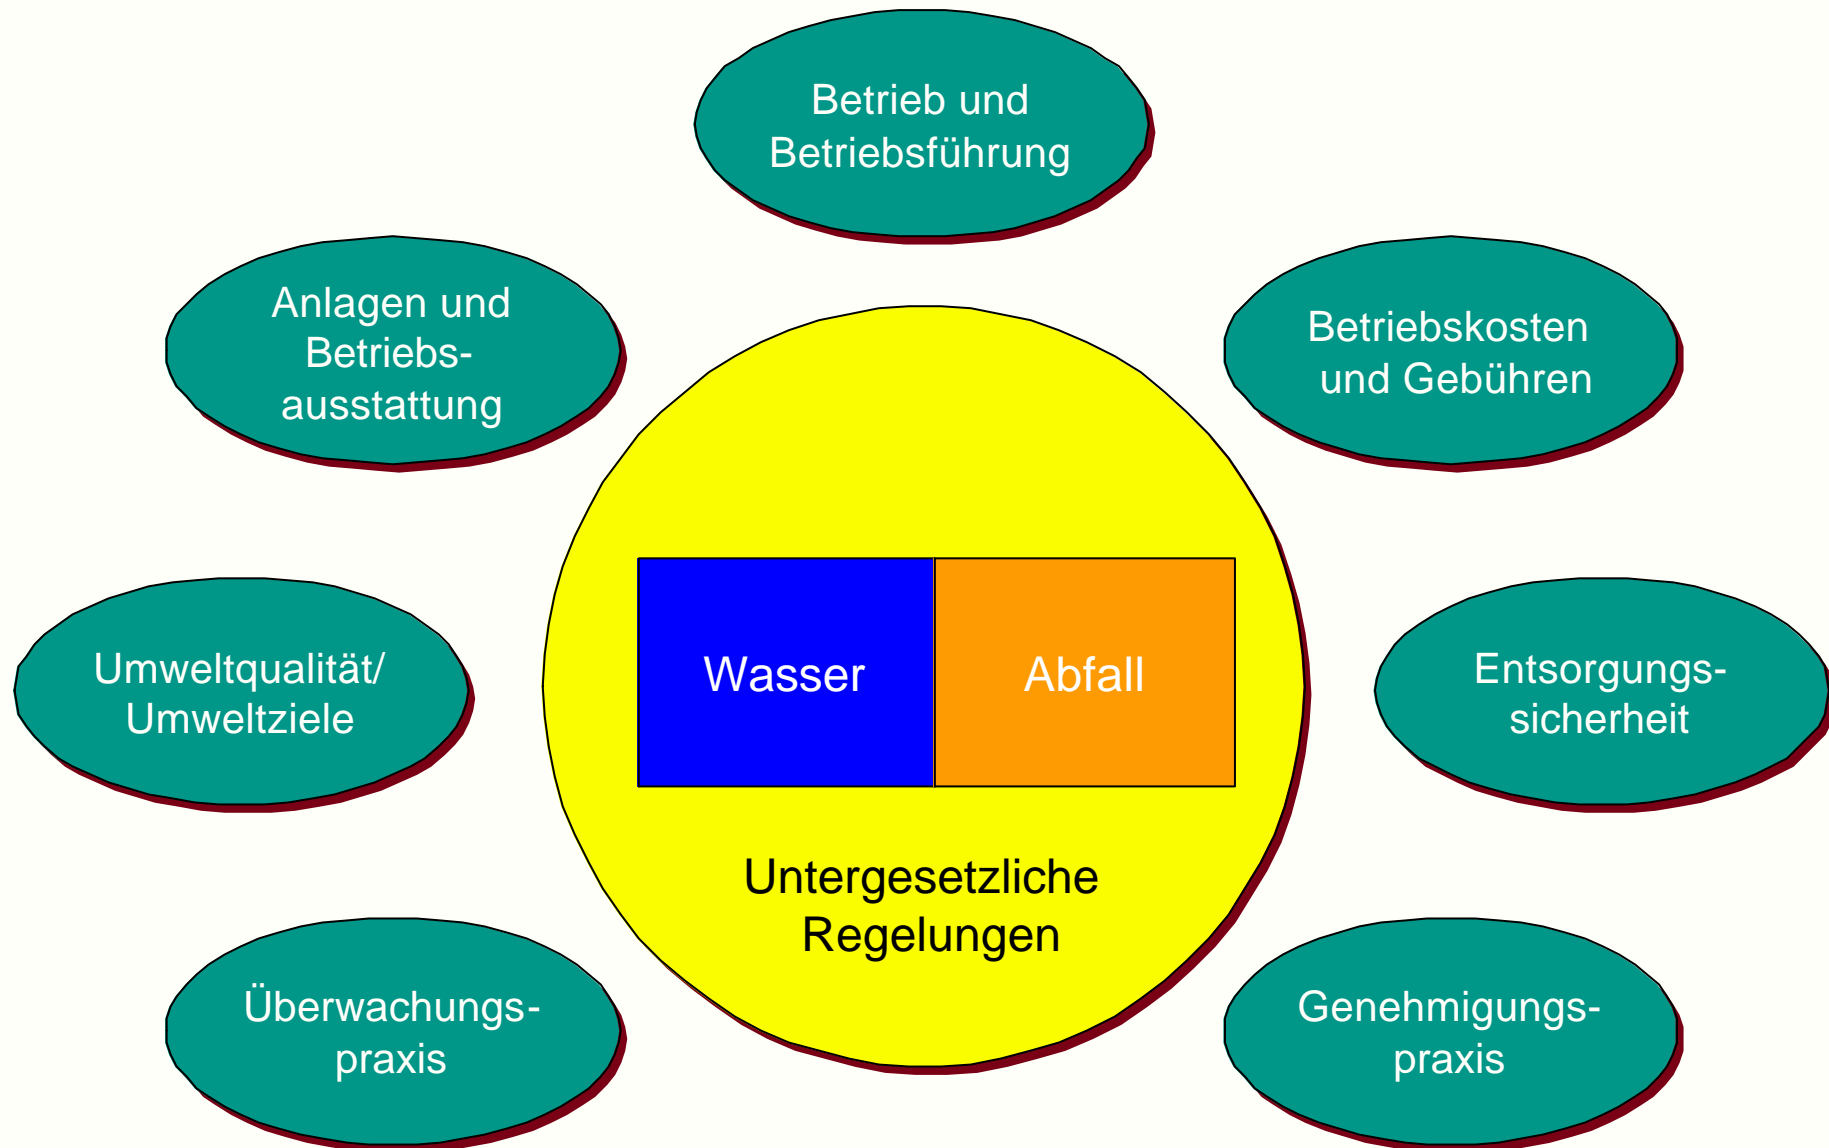 Betrieb und
Betriebsführung
Anlagen und
Betriebs-
ausstattung
Betriebskosten
und Gebühren
Umweltqualität/
Umweltziele
Wasser
Abfall
Entsorgungs-
sicherheit
Untergesetzliche
Regelungen
Überwachungs-
praxis
Genehmigungs-
praxis